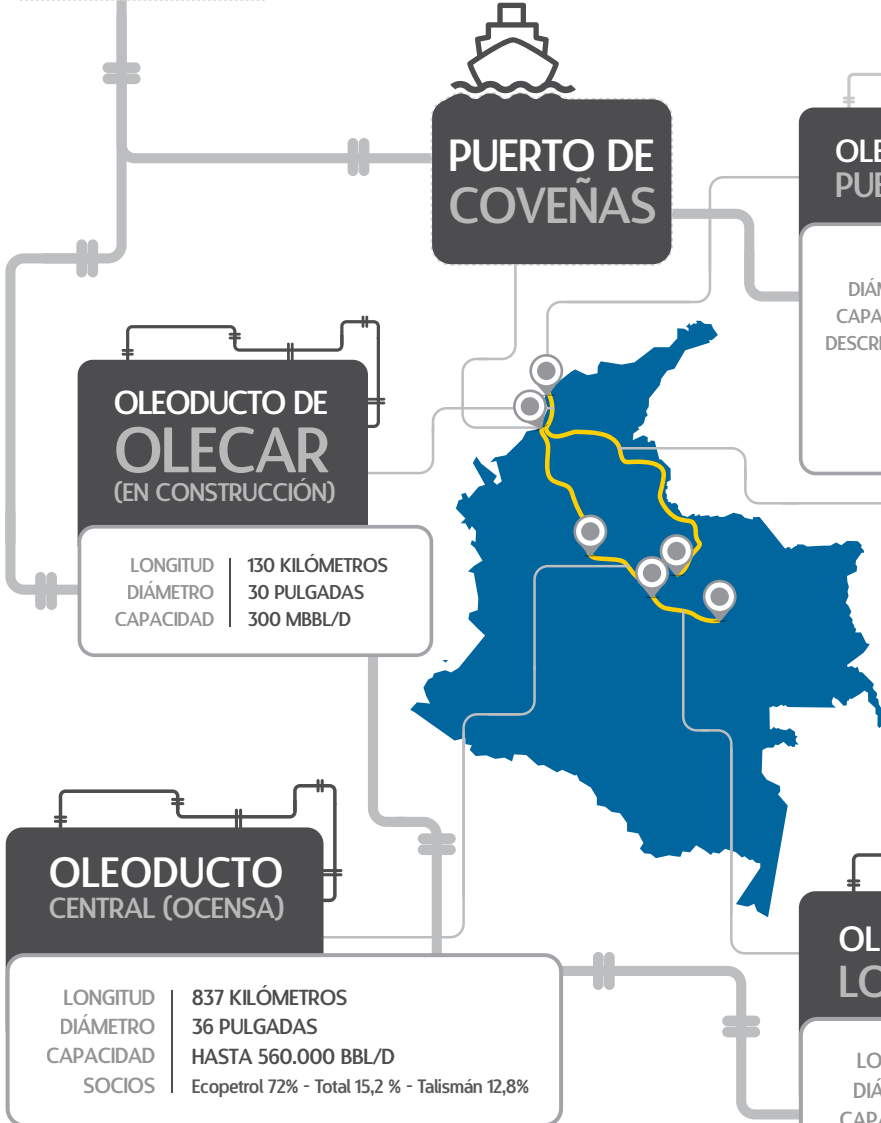 PUERTO DE
COVEÑAS
OLEODUCTO DE
OLECAR
(EN CONSTRUCCIÓN)
LONGITUD 130 KILÓMETROS
DIÁMETRO 30 PULGADAS
CAPACIDAD 300 MBBL/D
OLEODUCTO
CENTRAL (OCENSA)
LONGITUD 837 KILÓMETROS
DIÁMETRO 36 PULGADAS
CAPACIDAD HASTA 560.000 BBL/D
SOCIOS Ecopetrol 72% - Total 15,2 % - Talismán 12,8%